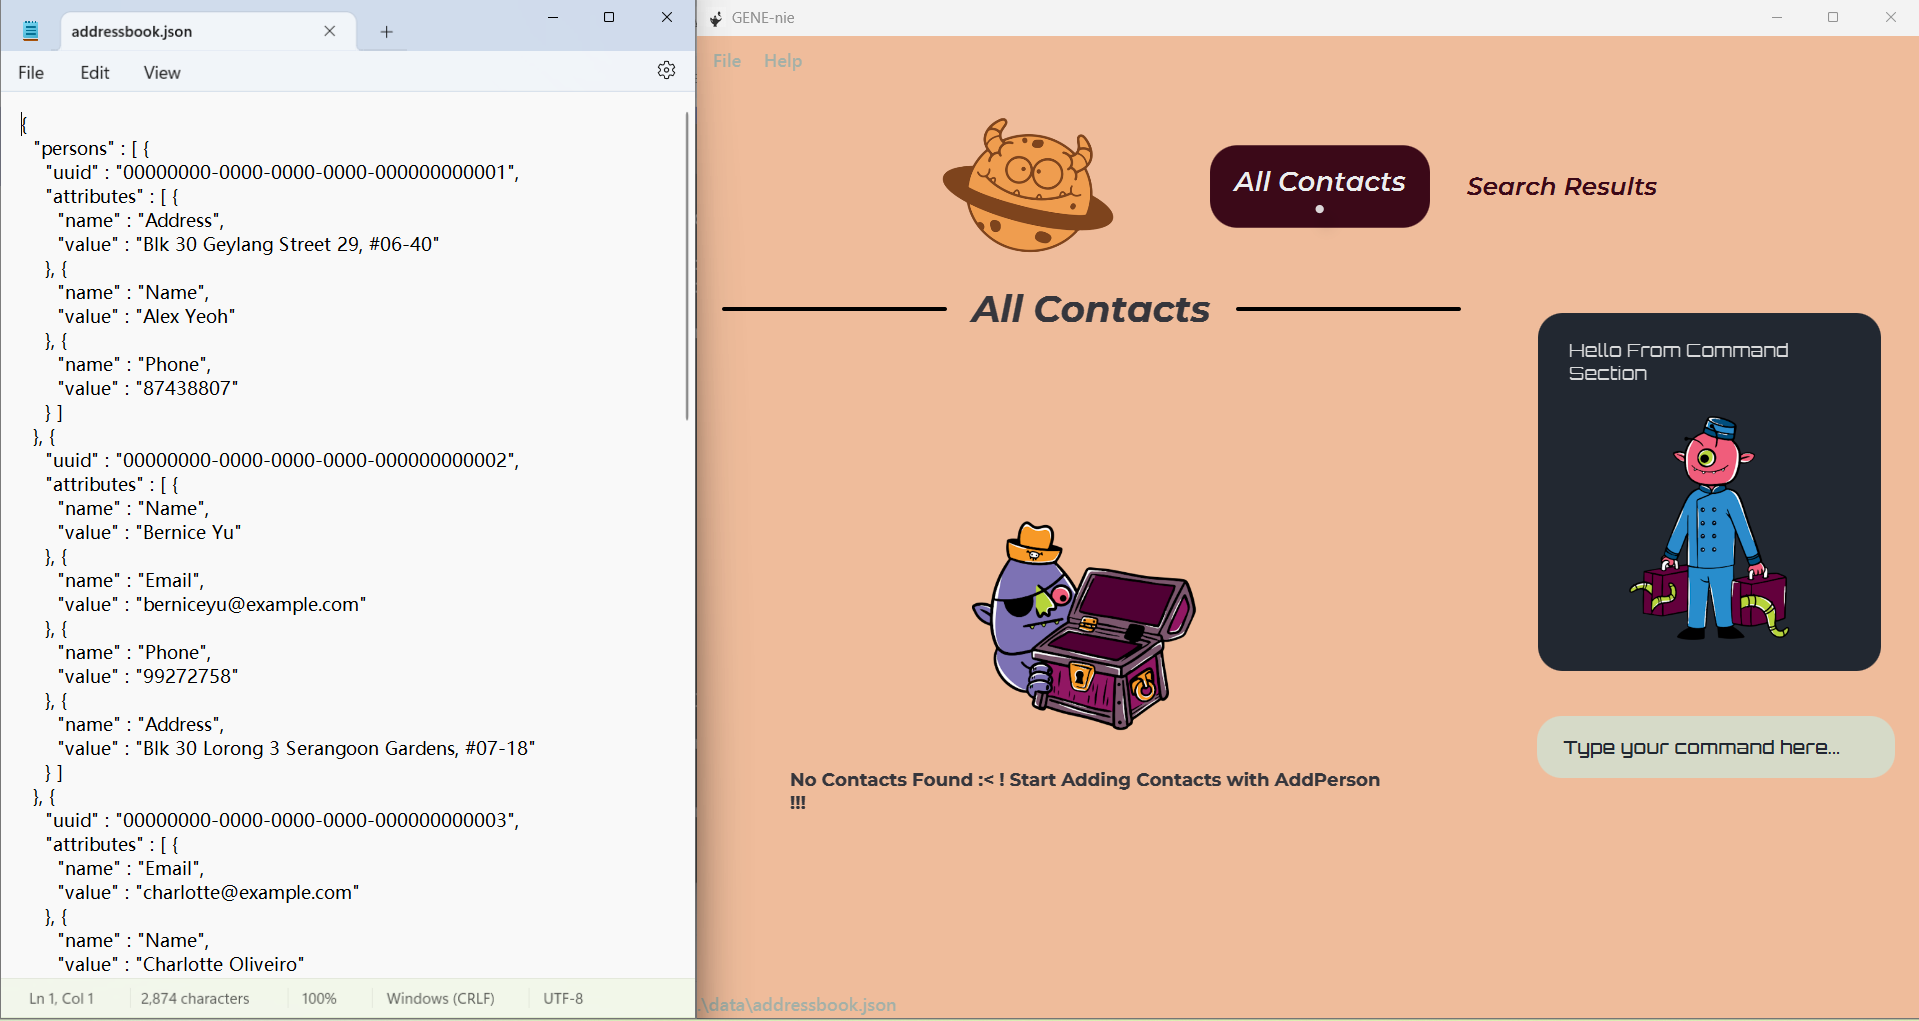 addressbook.json
File Edit View
{
"persons" : [ {
"uuid" : "00000000-0000-0000-0000-000000000001",
"attributes" : [ {
"name" : "Address",
"value" : "Blk 30 Geylang Street 29, #06-40"
}, {
"name" : "Name",
"value" : "Alex Yeoh"
}, {
"name" : "Phone",
"value" : "87438807"
} ]
}, {
"uuid" : "00000000-0000-0000-0000-000000000002",
"attributes" : [ {
"name" : "Name",
"value" : "Bernice Yu"
}, {
"name" : "Email",
"value" : "berniceyu@example.com"
}, {
"name" : "Phone",
"value" : "99272758"
}, {
"name" : "Address",
"value" : "Blk 30 Lorong 3 Serangoon Gardens, #07-18"
} ]
}, {
"uuid" : "00000000-0000-0000-0000-000000000003",
"attributes" : [ {
"name" : "Email",
"value" : "charlotte@example.com"
}, {
"name" : "Name",
"value" : "Charlotte Oliveiro"
Ln 1, Col 1 2,874 characters 100% Windows (CRLF) UTF-8
GENE-nie
File Help
All Contacts
Search Results
All Contacts
No Contacts Found :< ! Start Adding Contacts with AddPerson
!!!
Hello From Command
Section
Type your command here...
.\data\addressbook.json